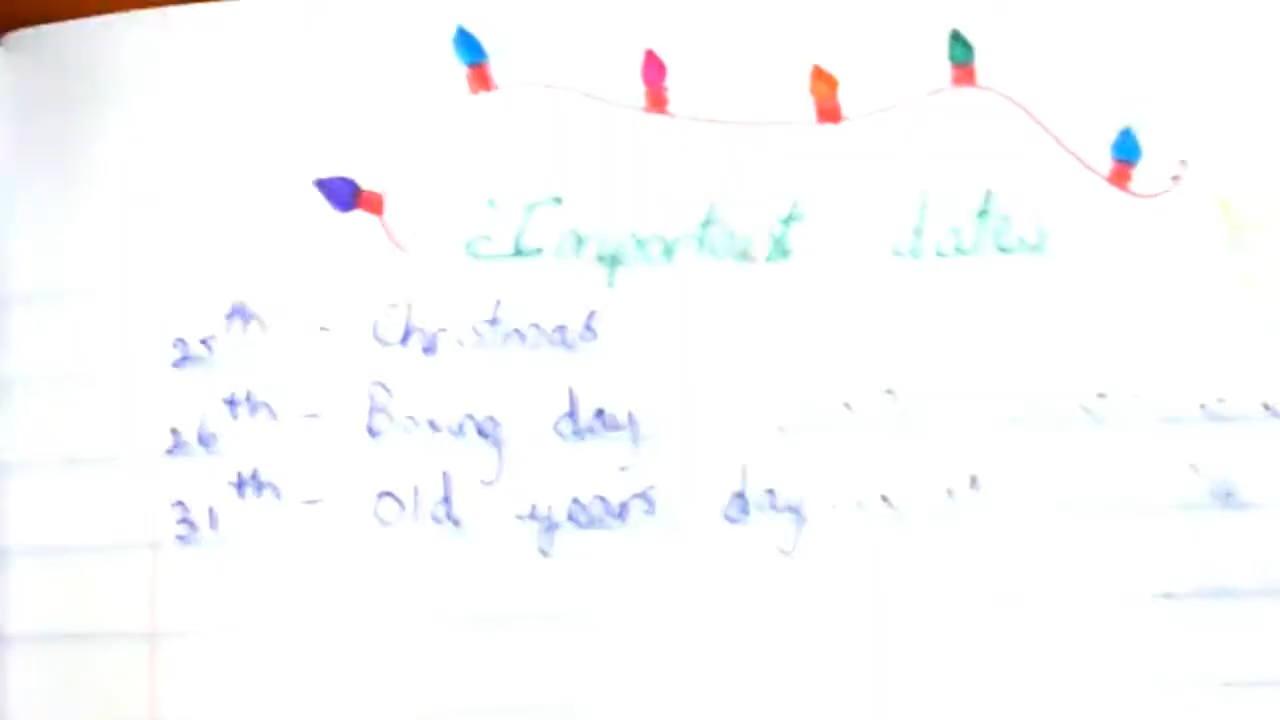 Important dates
25th - Christmas
26th - Boxing day
31th - Old years day